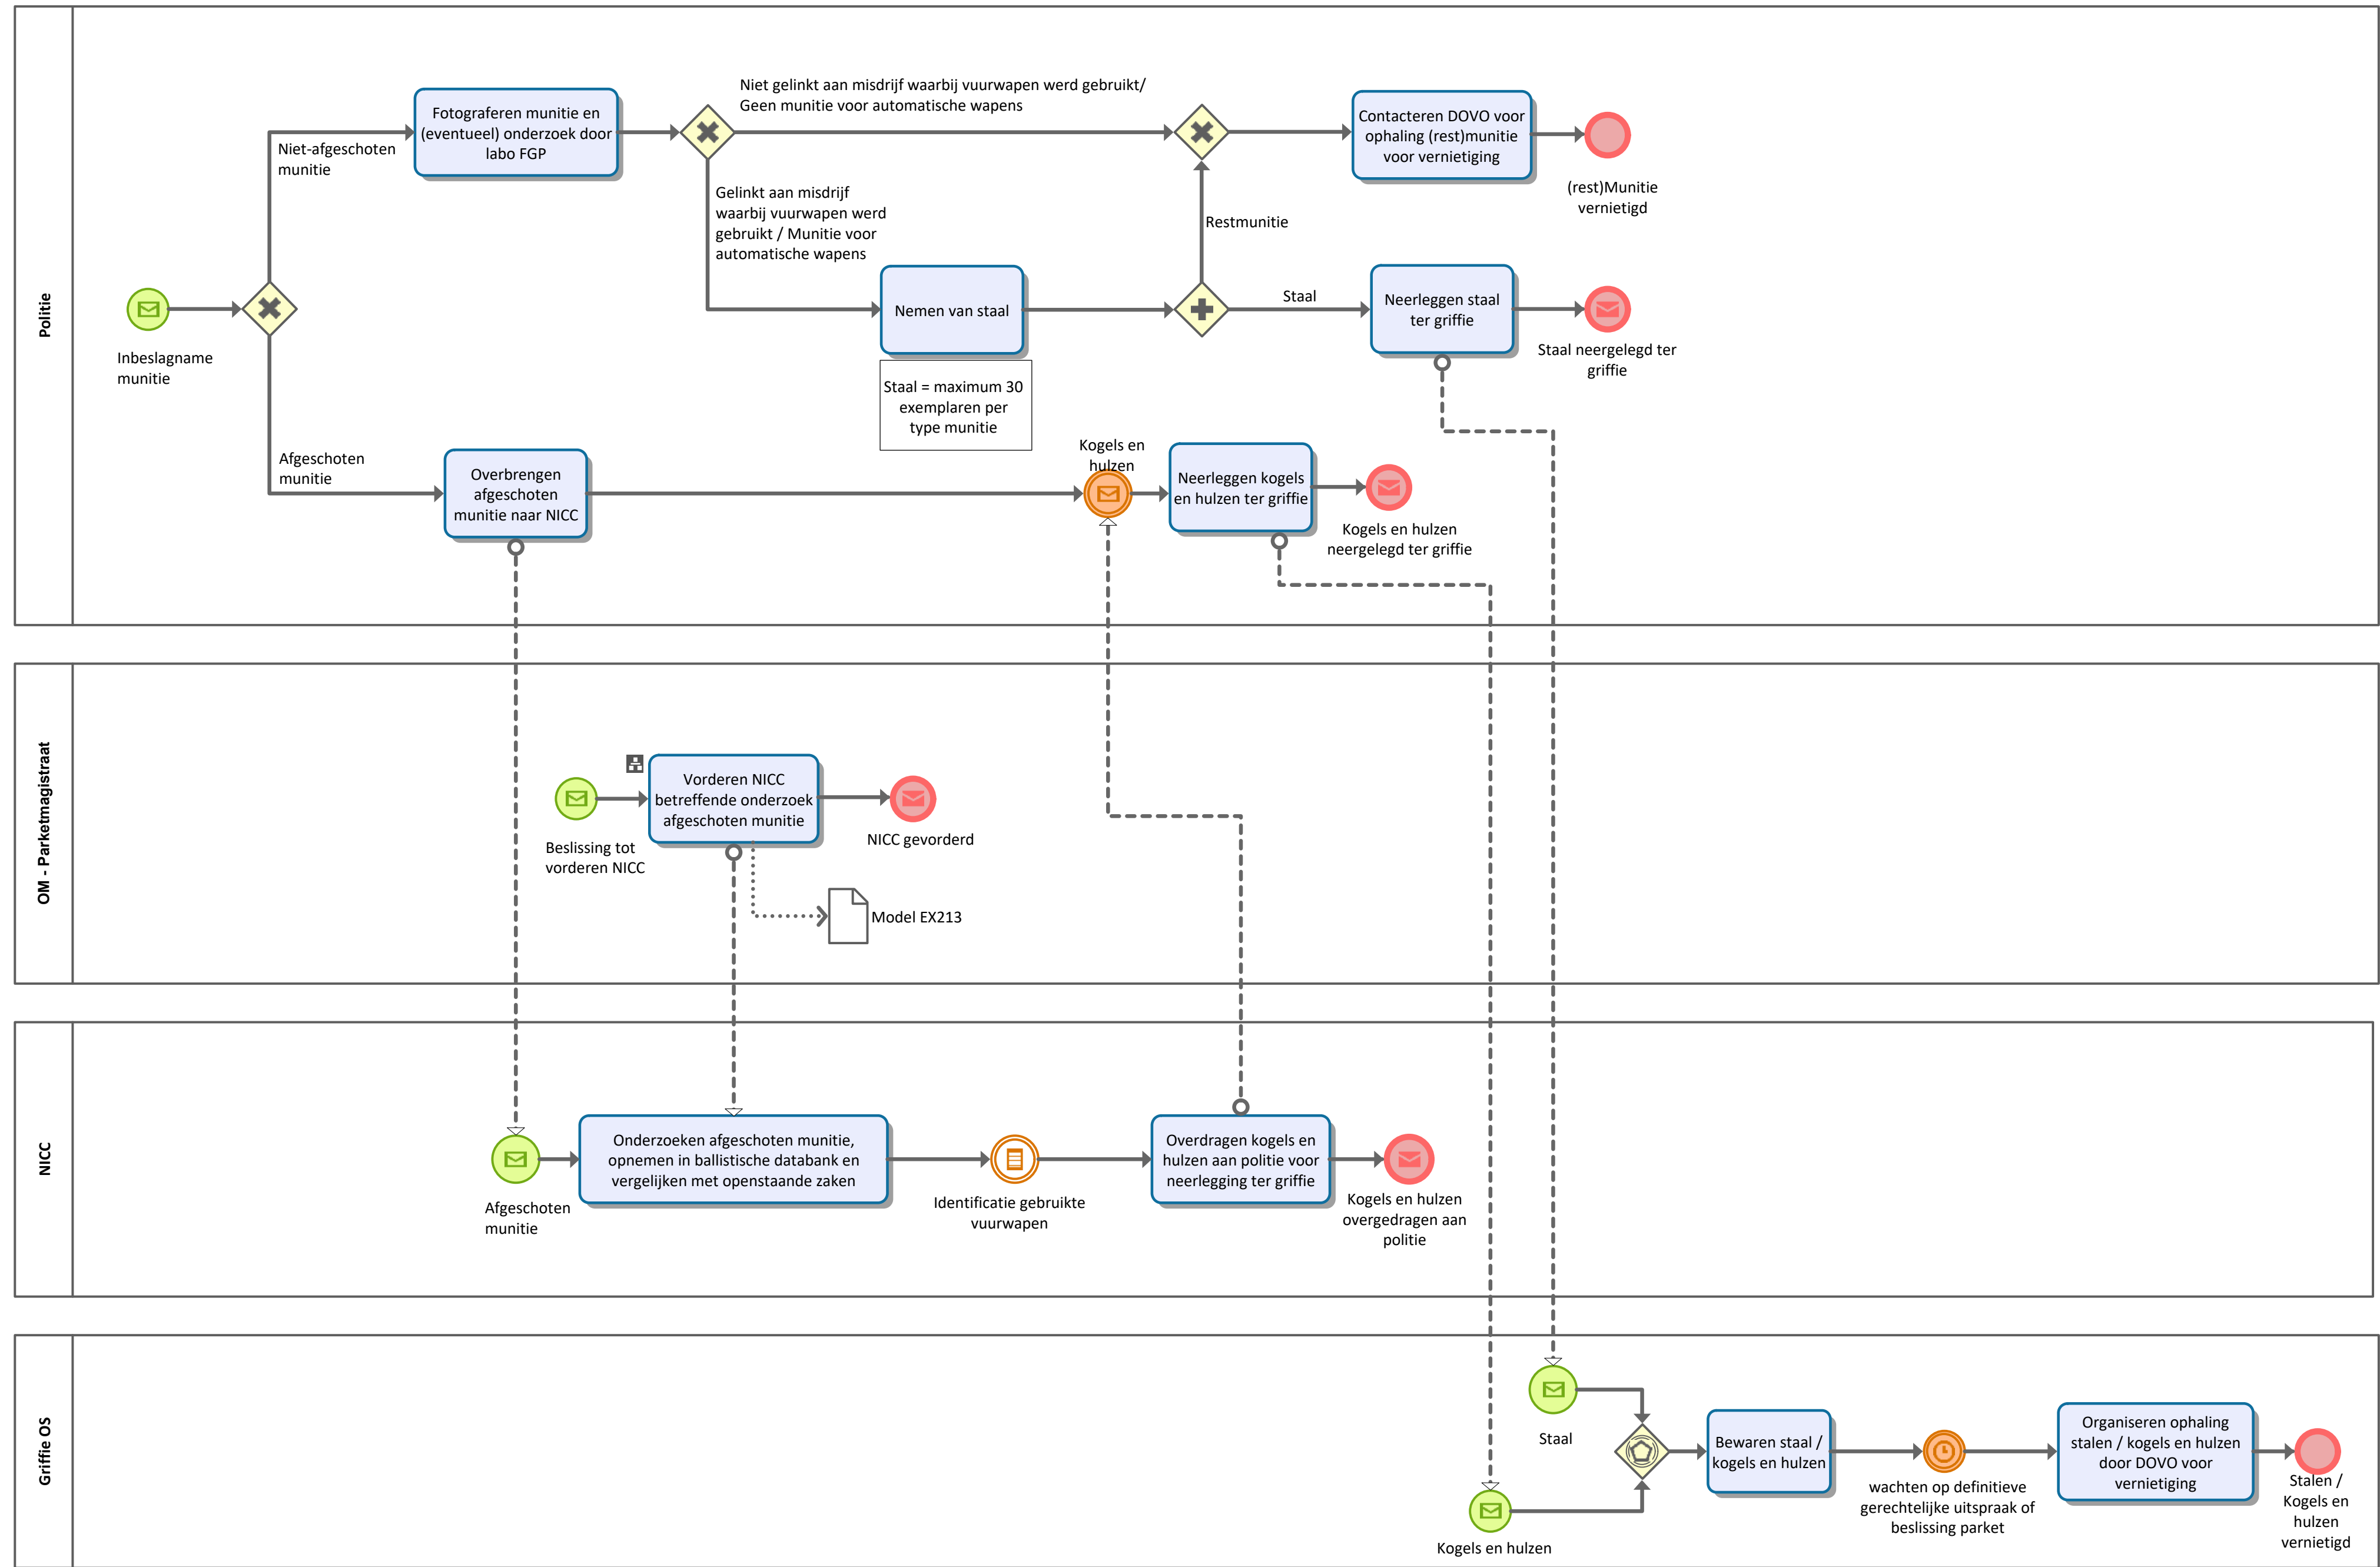 Politie
Niet gelinkt aan misdrijf waarbij vuurwapen werd gebruikt/
Geen munitie voor automatische wapens
Fotograferen munitie en
(eventueel) onderzoek door
labo FGP
Contacteren DOVO voor
ophaling (rest)munitie
voor vernietiging
Niet-afgeschoten
munitie
(rest)Munitie
vernietigd
Gelinkt aan misdrijf
waarbij vuurwapen werd
gebruikt / Munitie voor
automatische wapens
Restmunitie
Inbeslagname
munitie
Nemen van staal
Staal
Neerleggen staal
ter griffie
Staal neergelegd ter
griffie
Staal = maximum 30
exemplaren per
type munitie
Afgeschoten
munitie
Overbrengen
afgeschoten
munitie naar NICC
Kogels en
hulzen
Neerleggen kogels
en hulzen ter griffie
Kogels en hulzen
neergelegd ter griffie
OM - Parketmagistraat
Beslissing tot
vorderen NICC
Vorderen NICC
betreffende onderzoek
afgeschoten munitie
NICC gevorderd
Model EX213
NICC
Afgeschoten
munitie
Onderzoeken afgeschoten munitie,
opnemen in ballistische databank en
vergelijken met openstaande zaken
Identificatie gebruikte
vuurwapen
Overdragen kogels en
hulzen aan politie voor
neerlegging ter griffie
Kogels en hulzen
overgedragen aan
politie
Griffie OS
Staal
Kogels en hulzen
Bewaren staal /
kogels en hulzen
wachten op definitieve
gerechtelijke uitspraak of
beslissing parket
Organiseren ophaling
stalen / kogels en hulzen
door DOVO voor
vernietiging
Stalen /
Kogels en
hulzen
vernietigd